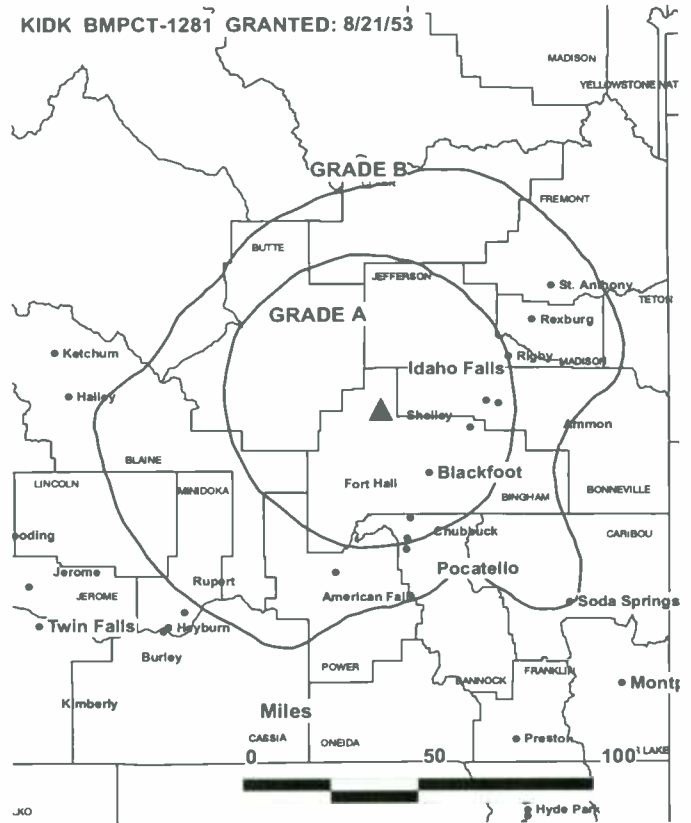 KIDK BMPCT-1281 GRANTED: 8/21/53
MADISON
YELLOWSTONE NAT
GRADE B
FREMONT
BUTTE
JEFFERSON
St. Anthony
TETON
GRADE A
Rexburg
Ketchum
Rigby
MADISON
Idaho Falls
Hailey
Shelley
Ammon
BLAINE
Blackfoot
LINCOLN
MINIDOKA
Fort Hall
BINGHAM
BONNEVILLE
ooding
Chubbuck
CARIBOU
Jerome
Rupert
Pocatello
JEROME
American Falls
Soda Springs
Twin Falls
Heyburn
Burley
POWER
FRANKLIN
BANNOCK
Montp
Kimberly
Miles
CASSIA
ONEIDA
Preston
0 50 100
LAKE
KO
Hyde Park